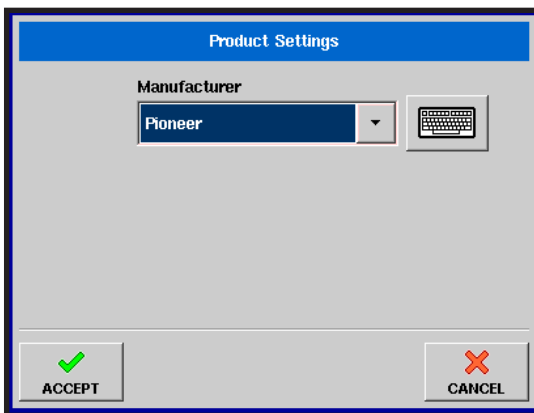 Product Settings
Manufacturer
Pioneer
ACCEPT
CANCEL